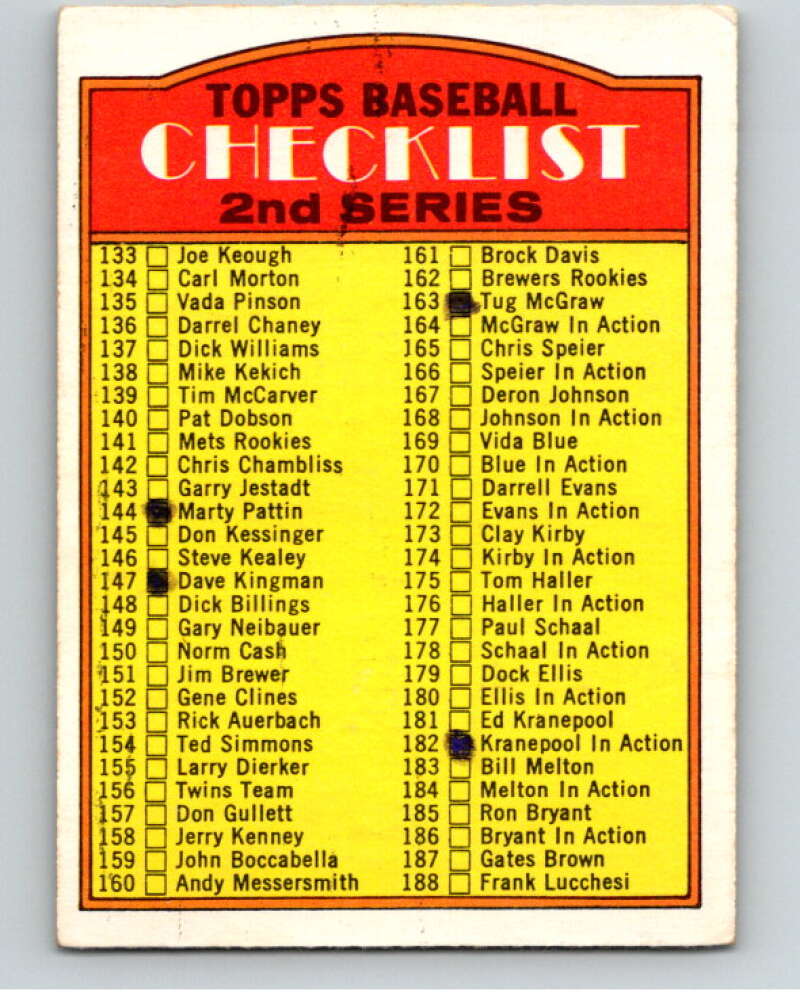 TOPPS BASEBALL
CHECKLIST
2nd SERIES
133 Joe Keough
134 Carl Morton
135 Vada Pinson
136 Darrel Chaney
137 Dick Williams
138 Mike Kekich
139 Tim McCarver
140 Pat Dobson
141 Mets Rookies
142 Chris Chambliss
143 Garry Jestadt
144 Marty Pattin
145 Don Kessinger
146 Steve Kealey
147 Dave Kingman
148 Dick Billings
149 Gary Neibauer
150 Norm Cash
151 Jim Brewer
152 Gene Clines
153 Rick Auerbach
154 Ted Simmons
155 Larry Dierker
156 Twins Team
157 Don Gullett
158 Jerry Kenney
159 John Boccabella
160 Andy Messersmith
161 Brock Davis
162 Brewers Rookies
163 Tug McGraw
164 McGraw In Action
165 Chris Speier
166 Speier In Action
167 Deron Johnson
168 Johnson In Action
169 Vida Blue
170 Blue In Action
171 Darrell Evans
172 Evans In Action
173 Clay Kirby
174 Kirby In Action
175 Tom Haller
176 Haller In Action
177 Paul Schaal
178 Schaal In Action
179 Dock Ellis
180 Ellis In Action
181 Ed Kranepool
182 Kranepool In Action
183 Bill Melton
184 Melton In Action
185 Ron Bryant
186 Bryant In Action
187 Gates Brown
188 Frank Lucchesi